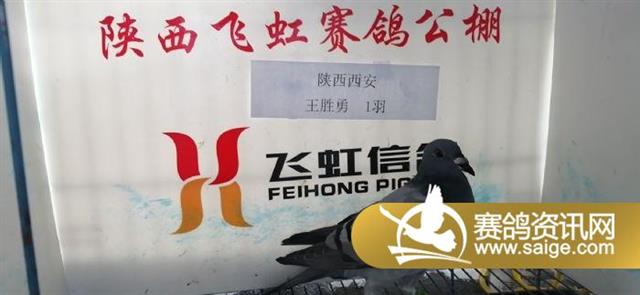 陕西飞虹赛鸽公棚
陕西西安
王胜勇 1羽
飞虹信
FEIHONG PIG
赛鸽资讯网
www.saige.com